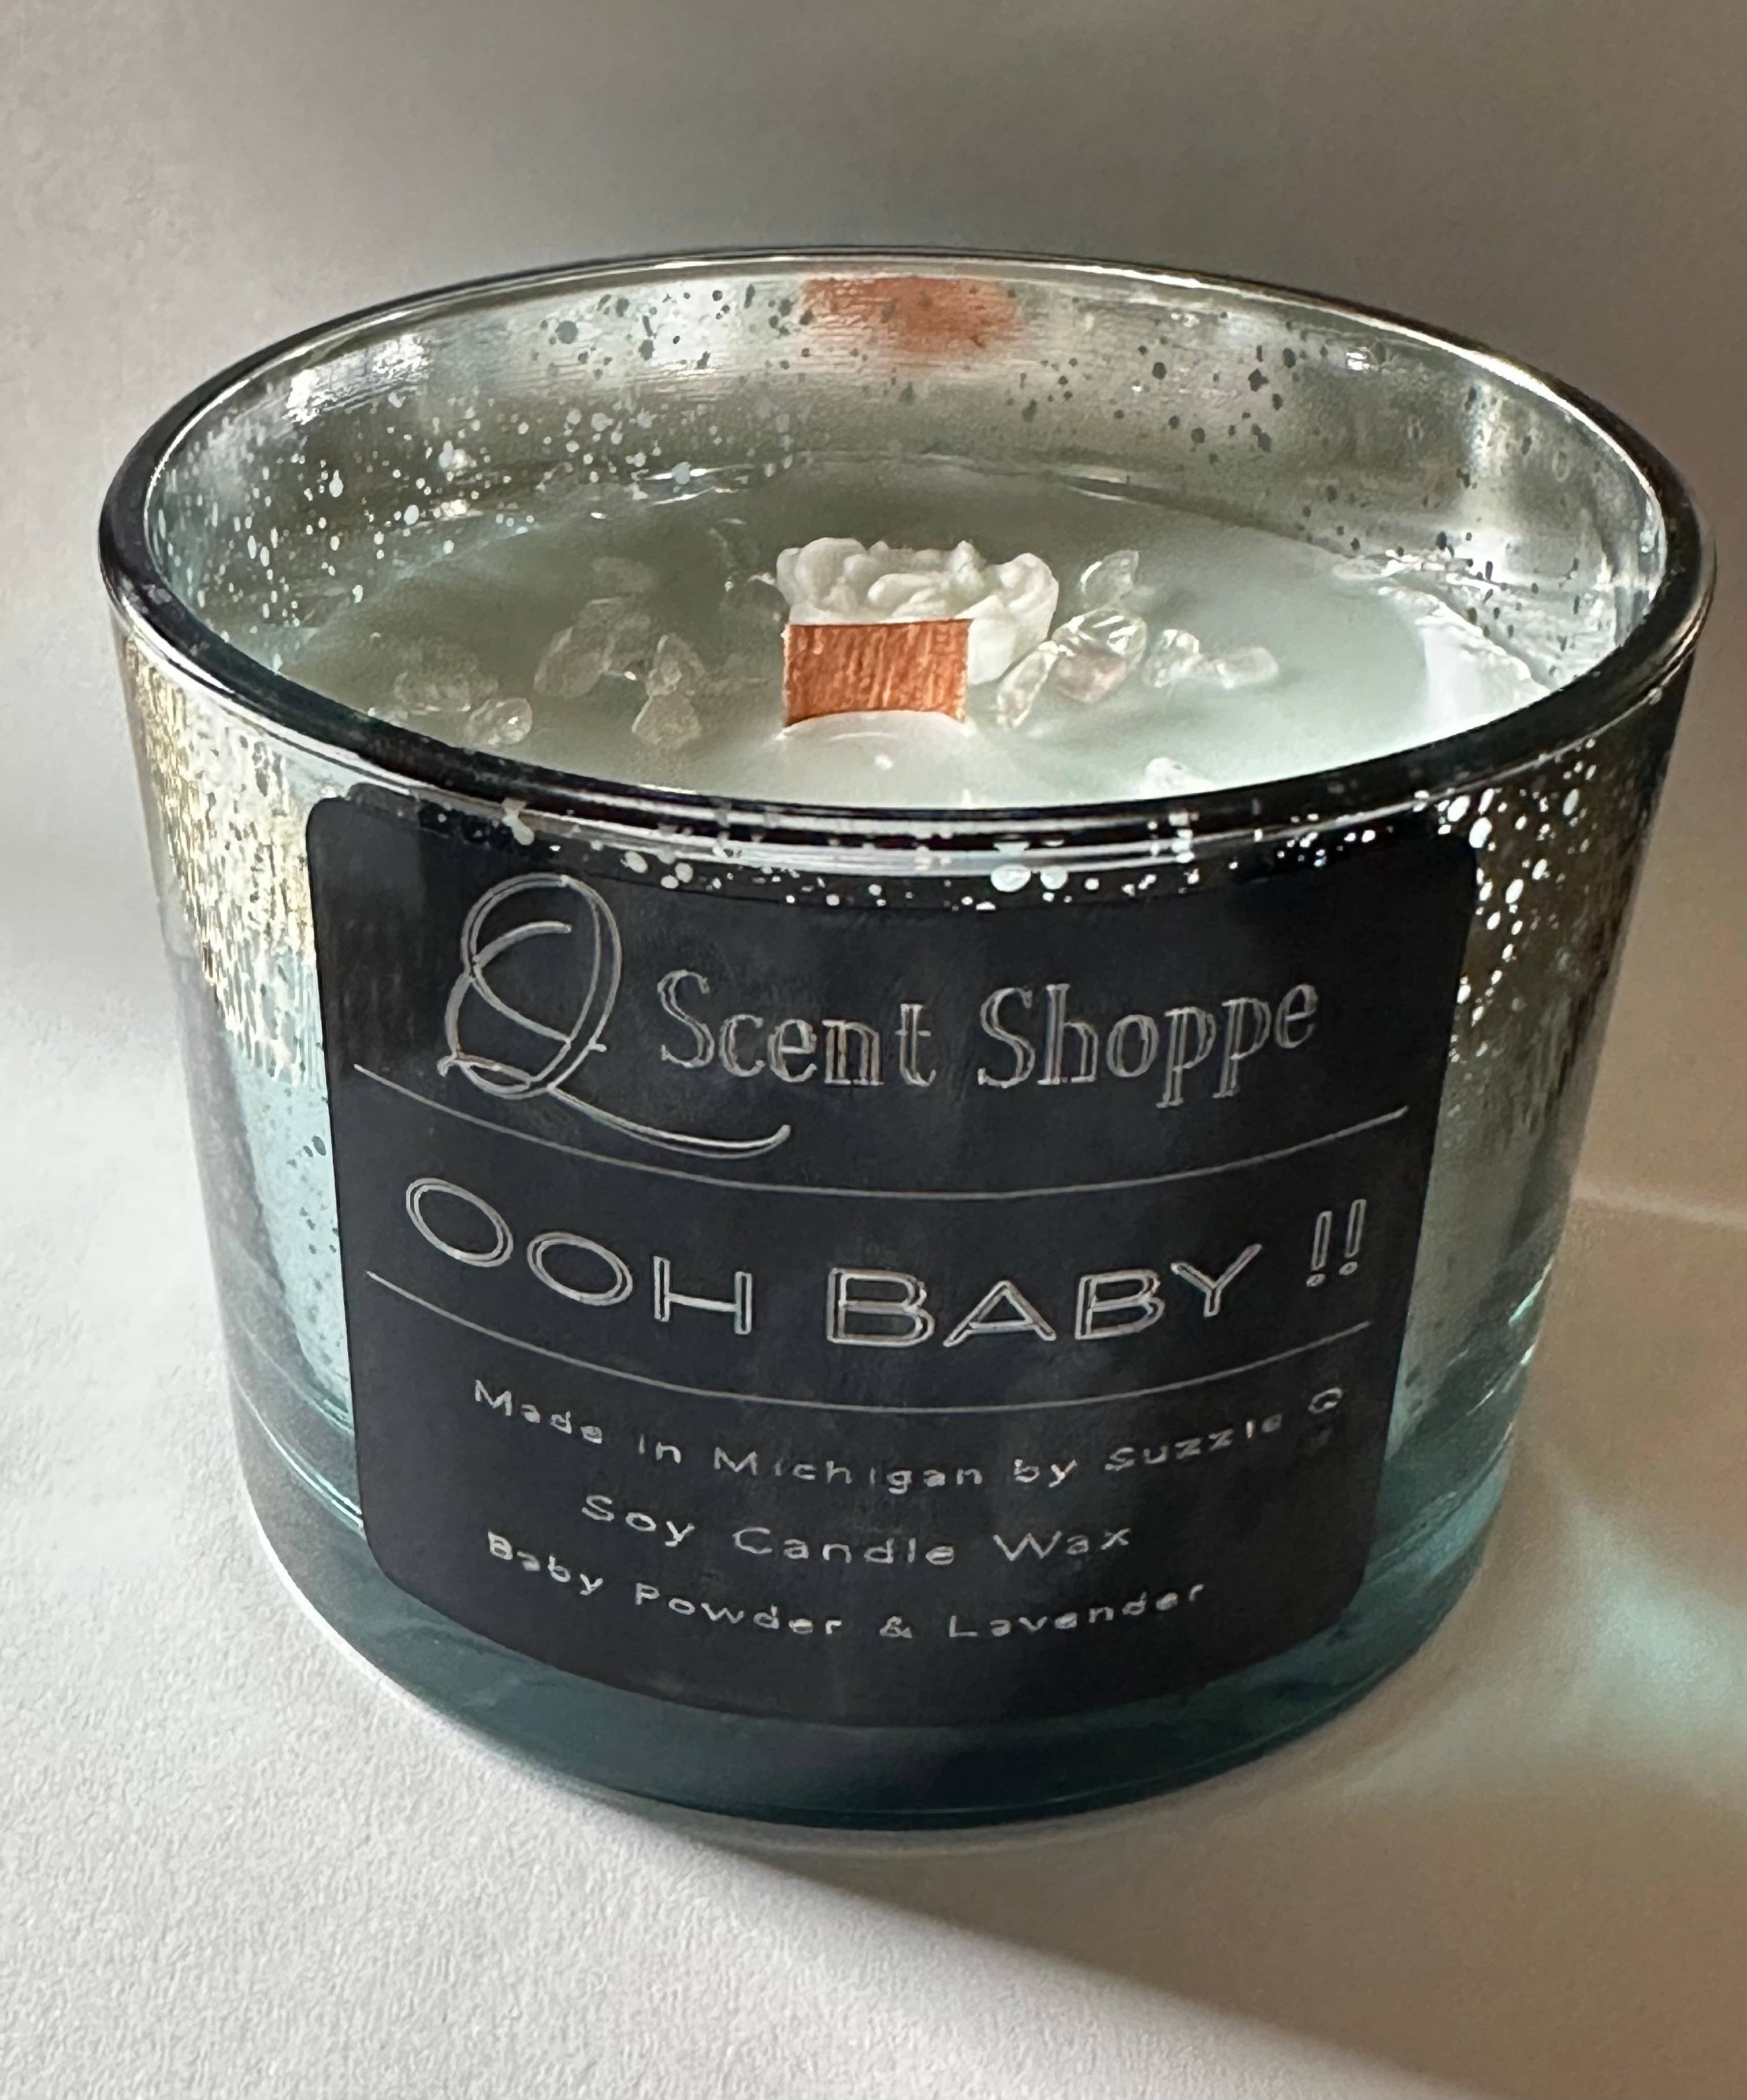 Q Scent Shoppe
OOH BABY !!
Made in Michigan by Suzzie Q
Soy Candle Wax
Baby Powder & Lavender